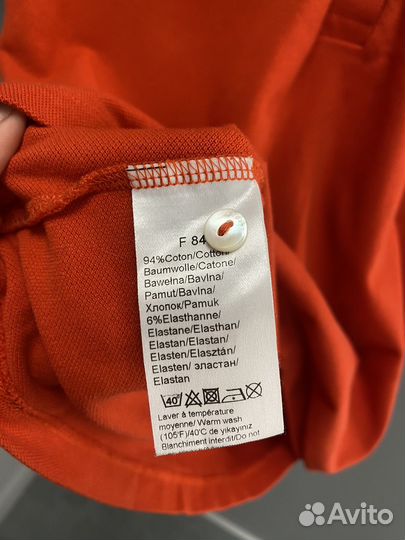 F 84
94%Coton/Cotton/
Baumwolle/Catone/
Bawełna/Bavlna/
Pamut/Bavlna/
Хлопок/Pamuk
6%Elasthanne/
Elastane/Elasthan/
Elastan/Elastan/
Elasten/Elasztán/
Elasten/ эластан/
Elastan
40°
Laver à température
moyenne/Warm wash
(105°F)/40°C de yikayiniz
Blanchiment interdit/Do not
Avito